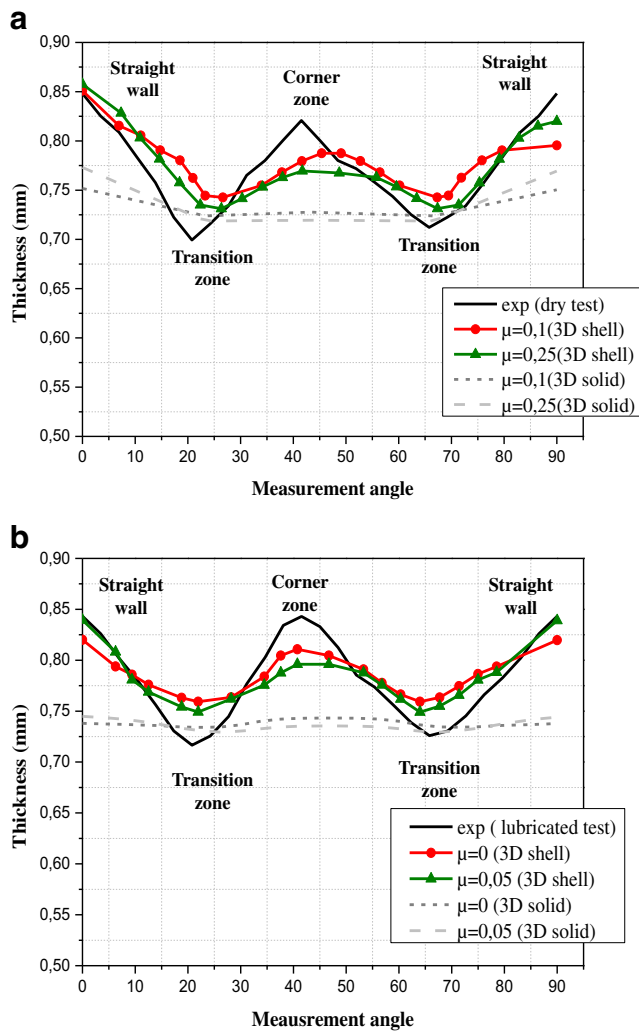 a
0,90
0,85
0,80
0,75
0,70
0,65
0,60
0,55
0,50
Thickness (mm)
Straight
wall
Corner
zone
Straight
wall
Transition
zone
Transition
zone
exp (dry test)
μ=0,1(3D shell)
μ=0,25(3D shell)
μ=0,1(3D solid)
μ=0,25(3D solid)
0 10 20 30 40 50 60 70 80 90
Measurement angle
b
0,90
0,85
0,80
0,75
0,70
0,65
0,60
0,55
0,50
Thickness (mm)
Straight
wall
Corner
zone
Straight
wall
Transition
zone
Transition
zone
exp ( lubricated test)
μ=0 (3D shell)
μ=0,05 (3D shell)
μ=0 (3D solid)
μ=0,05 (3D solid)
0 10 20 30 40 50 60 70 80 90
Meausrement angle